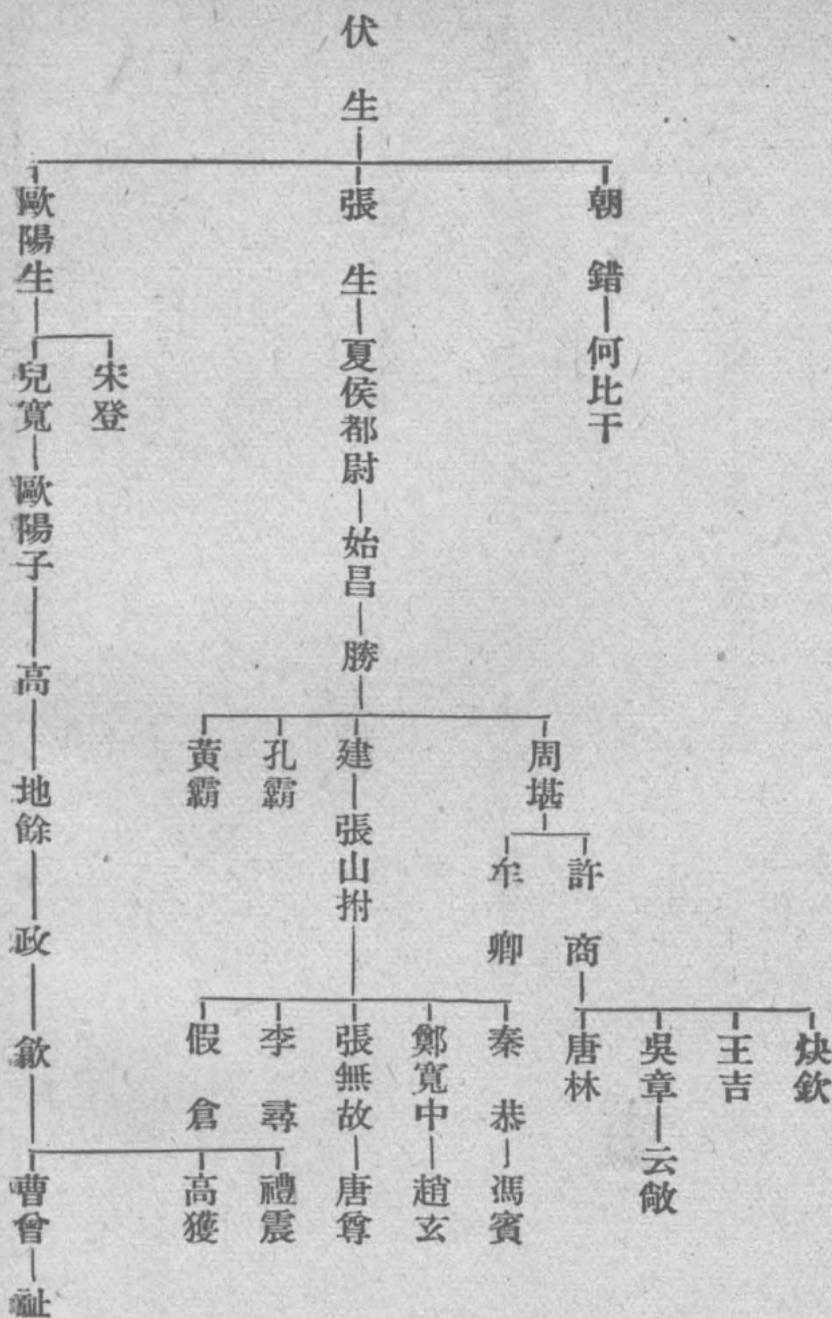 伏生
朝錯
何比干
張生
夏侯都尉
始昌
勝
周堪
許商
炔欽
王吉
吳章
云敞
唐林
牟卿
建
張山拊
秦恭
馮賓
鄭寬中
趙玄
張無故
唐尊
李尋
假倉
孔霸
黃霸
歐陽生
宋登
兒寬
歐陽子
高
地餘
政
歙
禮震
高獲
曹曾
祉